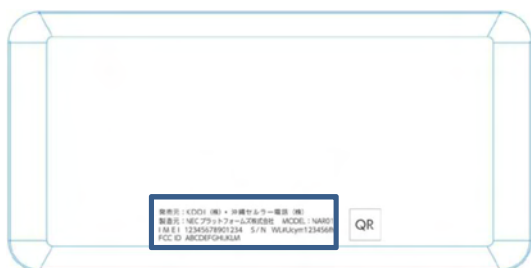 発売元：KDDI（株）・沖縄セルラー電話（株）
製造元：NECプラットフォームズ株式会社 MODEL：NAR01
IMEI 12345678901234 S/N
FCC ID ABCDEFGHIJKLM
QR